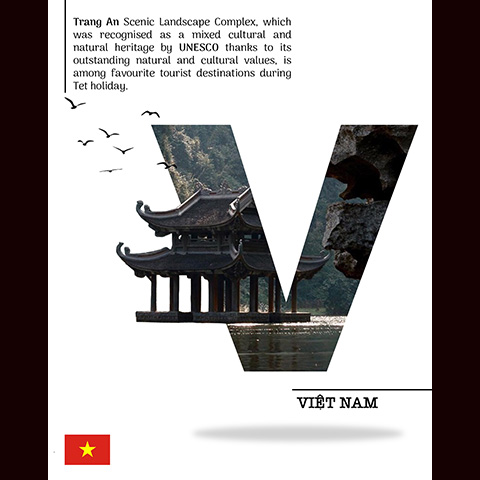 Trang An Scenic Landscape Complex, which
was recognised as a mixed cultural and
natural heritage by UNESCO thanks to its
outstanding natural and cultural values, is
among favourite tourist destinations during
Tet holiday.
V
VIỆT NAM